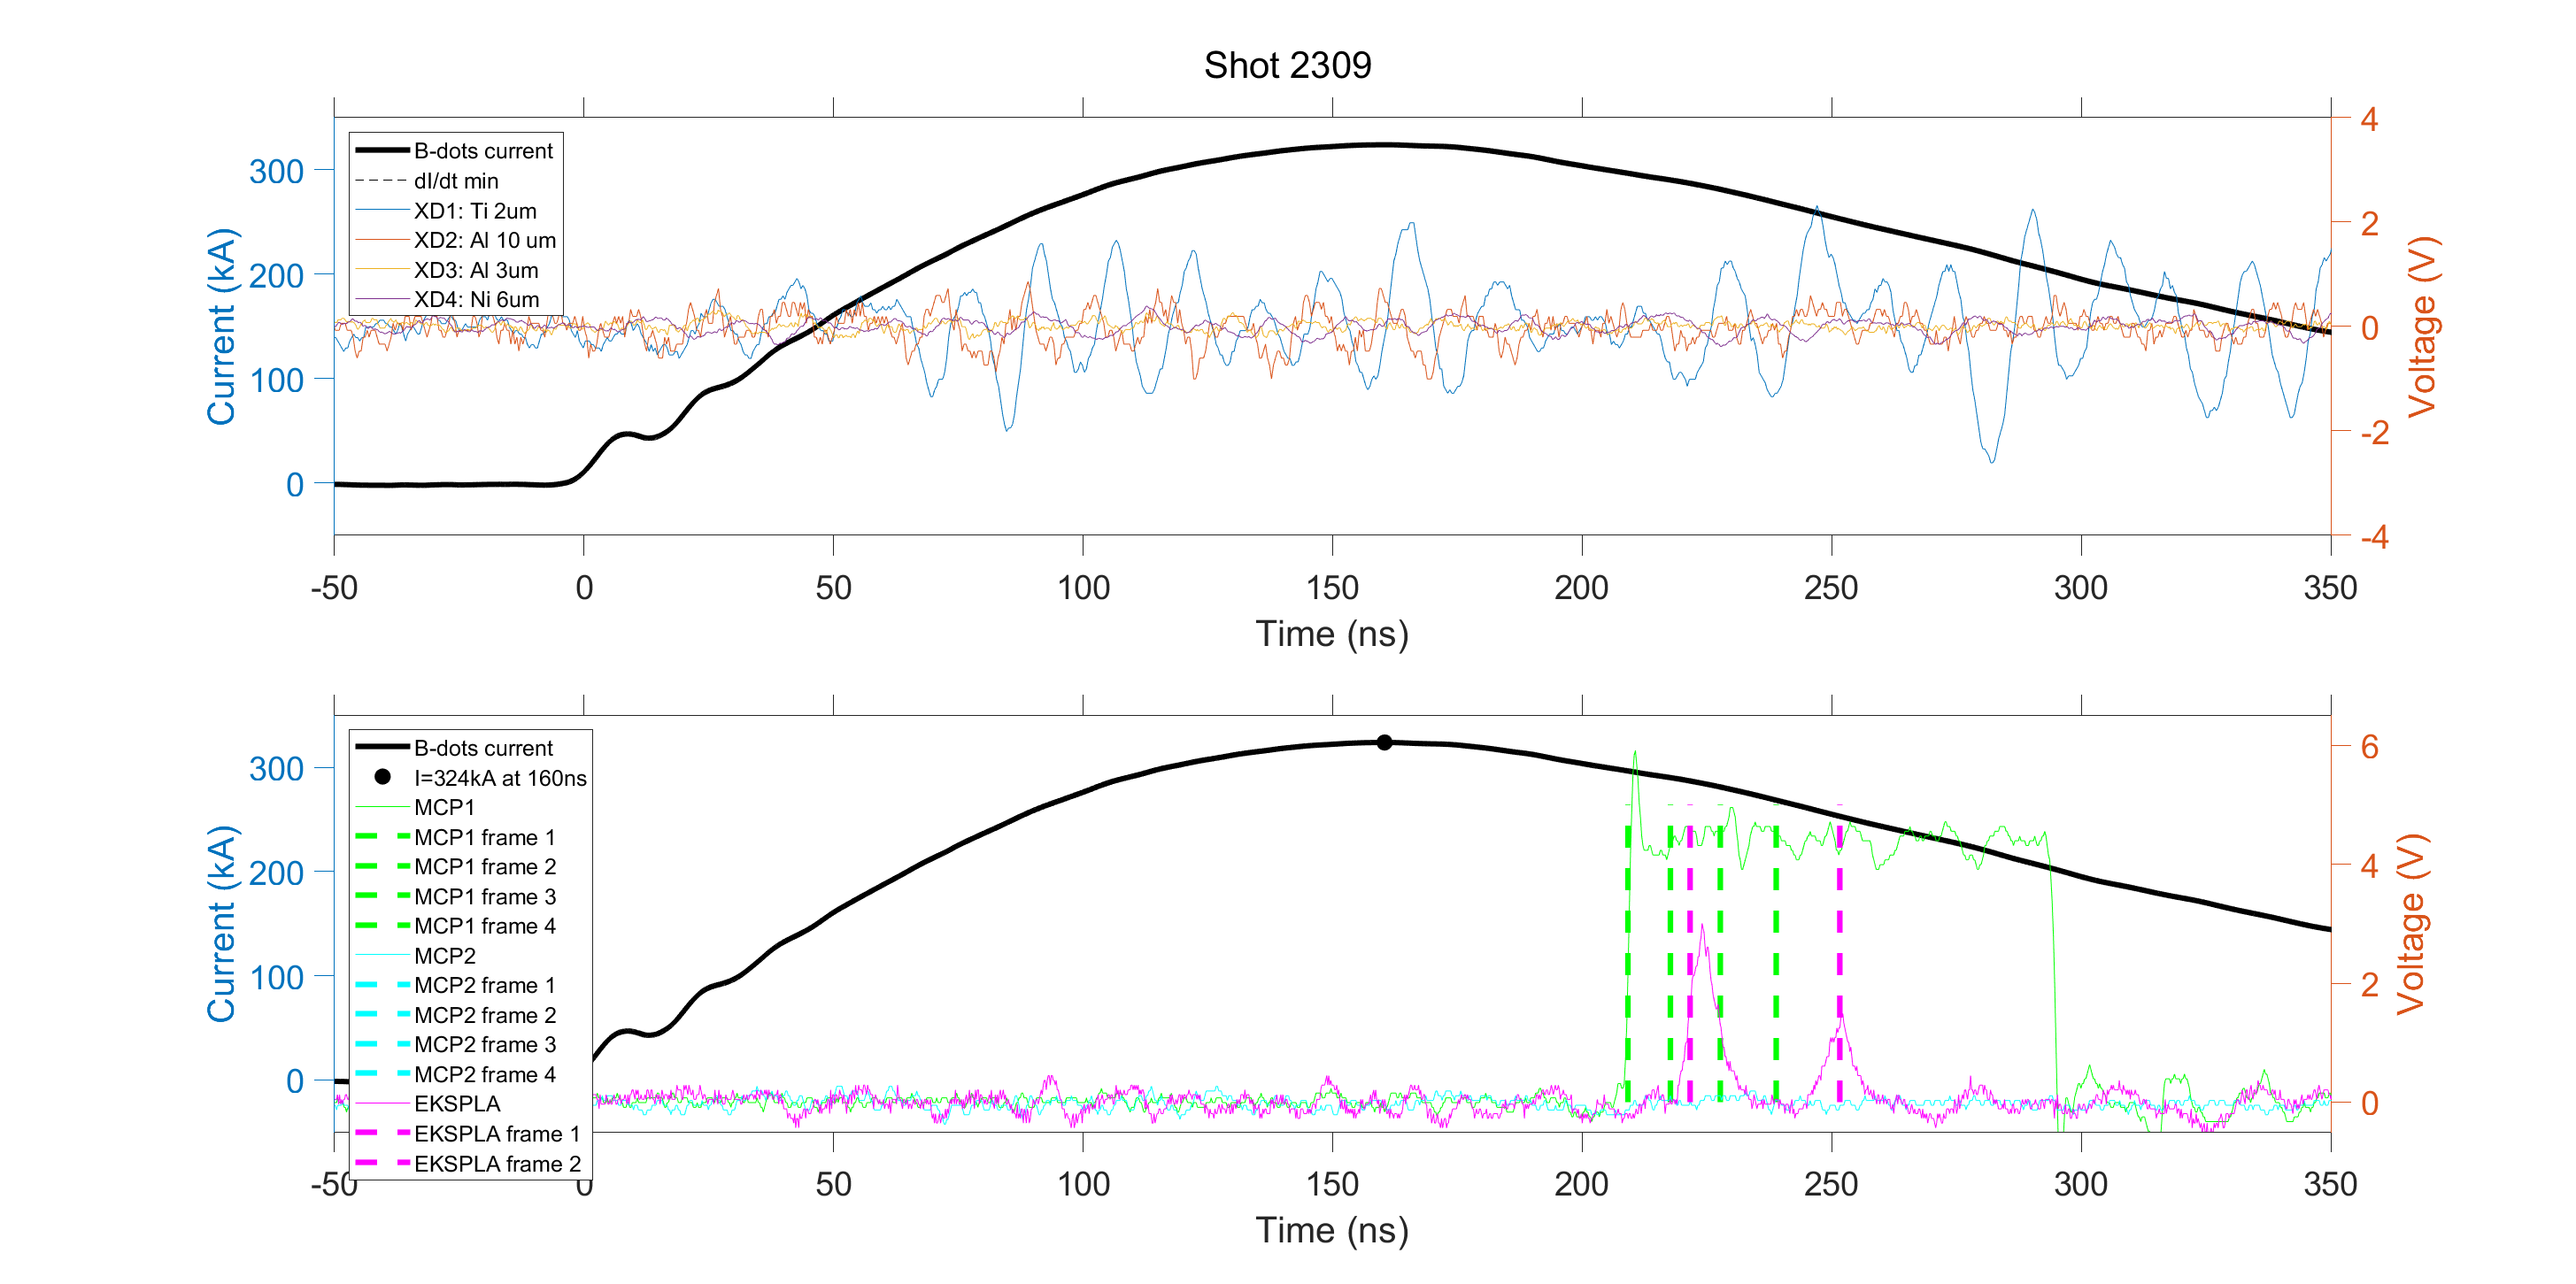 Shot 2309
B-dots current
dI/dt min
XD1: Ti 2um
XD2: Al 10 um
XD3: Al 3um
XD4: Ni 6um
Current (kA)
300
200
100
0
4
2
0
-2
-4
Voltage (V)
-50 0 50 100 150 200 250 300 350
Time (ns)
B-dots current
I=324kA at 160ns
MCP1
MCP1 frame 1
MCP1 frame 2
MCP1 frame 3
MCP1 frame 4
MCP2
MCP2 frame 1
MCP2 frame 2
MCP2 frame 3
MCP2 frame 4
EKSPLA
EKSPLA frame 1
EKSPLA frame 2
Current (kA)
300
200
100
0
6
4
2
0
Voltage (V)
-50 0 50 100 150 200 250 300 350
Time (ns)